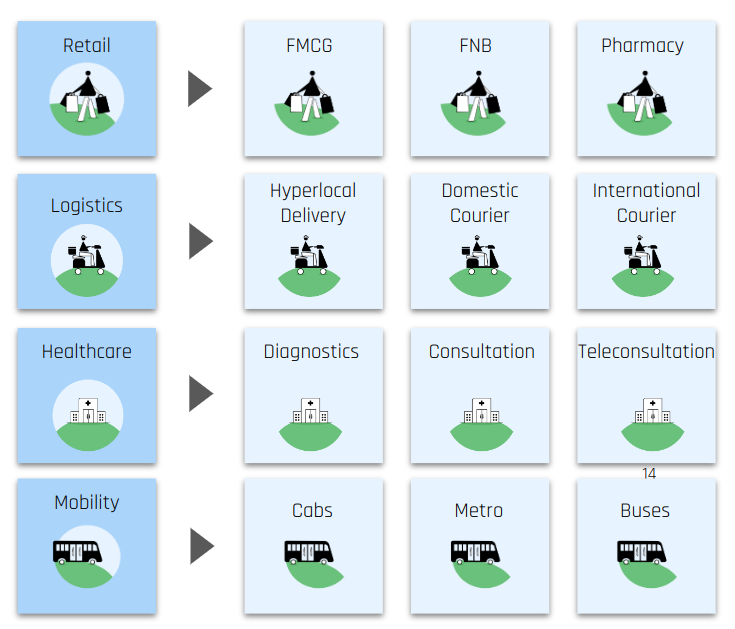 Retail
FMCG
FNB
Pharmacy
Logistics
Hyperlocal
Delivery
Domestic
Courier
International
Courier
Healthcare
Diagnostics
Consultation
Teleconsultation
14
Mobility
Cabs
Metro
Buses